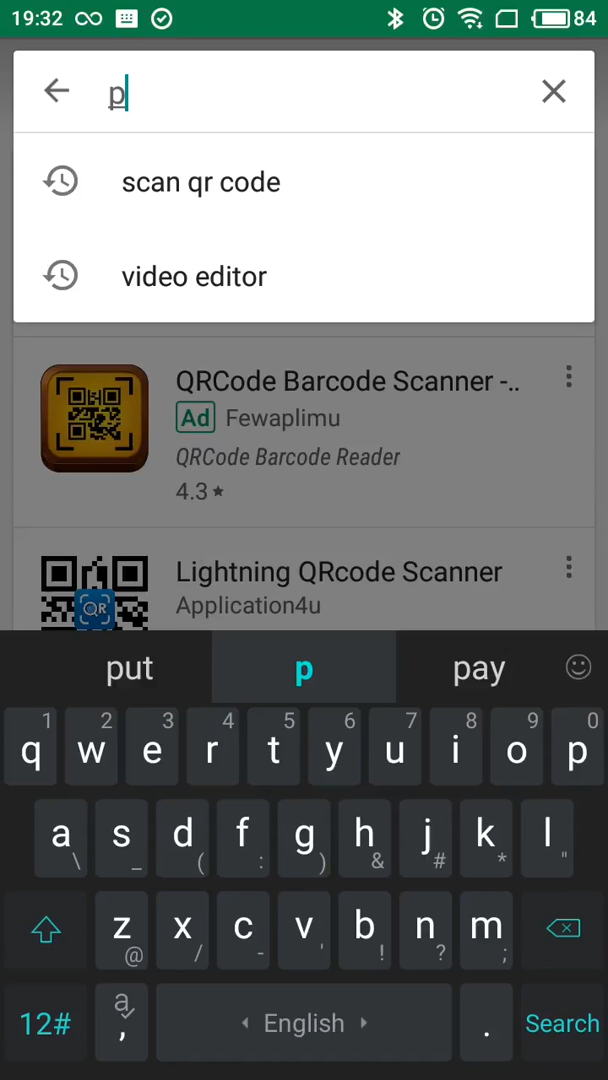 19:32
84
p
scan qr code
video editor
QRCode Barcode Scanner -..
Ad Fewaplimu
QRCode Barcode Reader
4.3★
Lightning QRcode Scanner
Application4u
QR
put p pay
1 2 3 4 5 6 7 8 9 0
q w e r t y u i o p
a s d f g h j k l
\ _ ( : ) & # * "
z x c v b n m
@ / - ' ! ? ;
12# a , English . Search